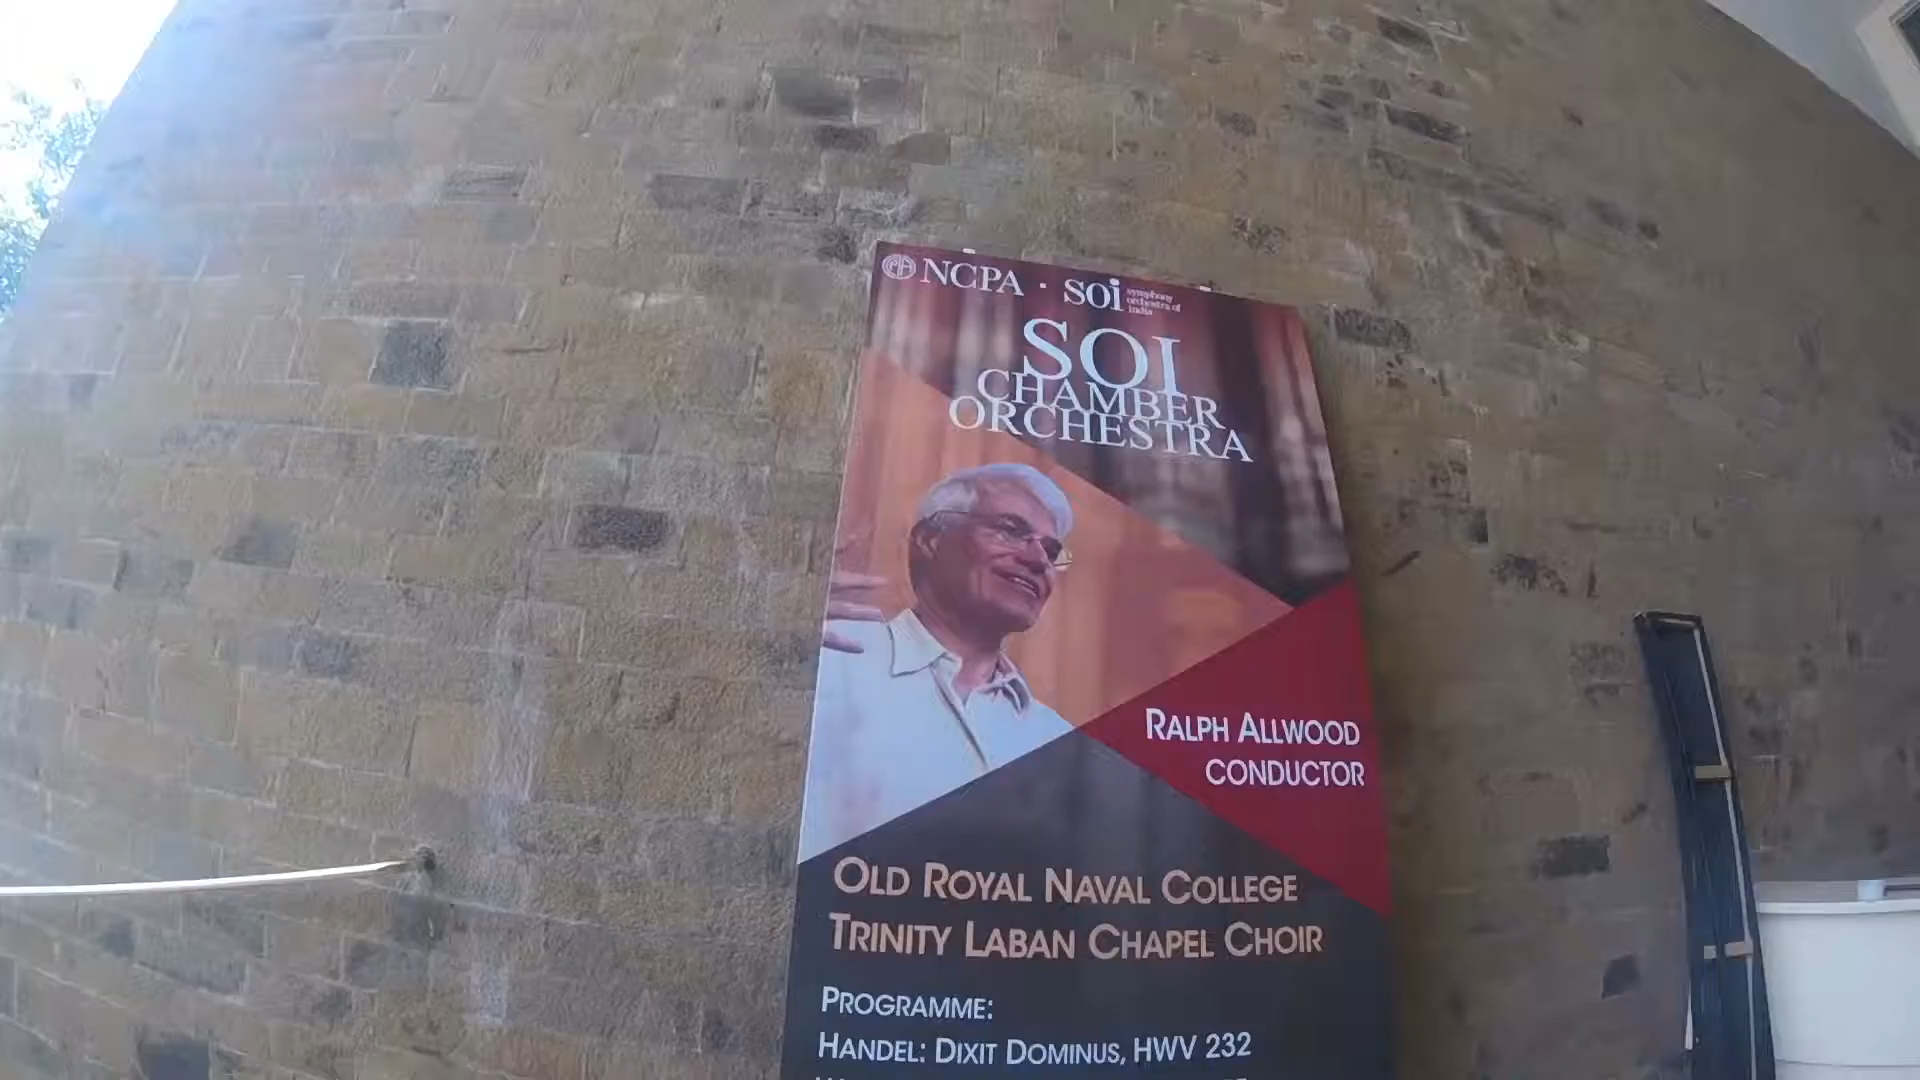 NCPA · soi symphony orchestra of india
SOI
CHAMBER
ORCHESTRA
RALPH ALLWOOD
CONDUCTOR
OLD ROYAL NAVAL COLLEGE
TRINITY LABAN CHAPEL CHOIR
PROGRAMME:
HANDEL: DIXIT DOMINUS, HWV 232